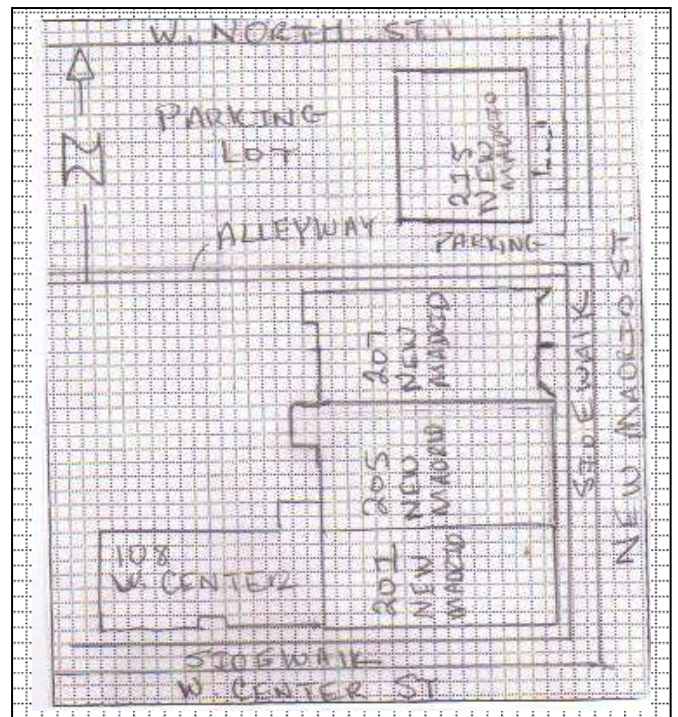 W. NORTH ST.
N
PARKING
LOT
215
NEW
MADRID
ALLEYWAY
PARKING
207
NEW
MADRID
SIDEWALK
NEW MADRID ST.
205
NEW
MADRID
108
W. CENTER
201
NEW
MADRID
SIDEWALK
W. CENTER ST